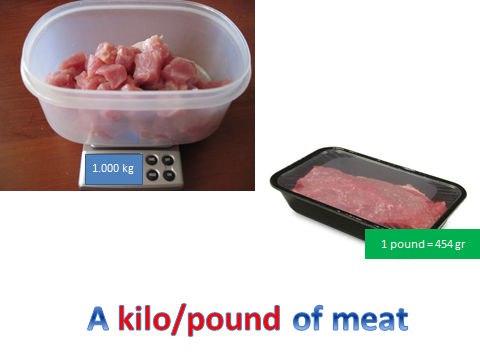 1.000 kg
1 pound = 454 gr
A kilo/pound of meat